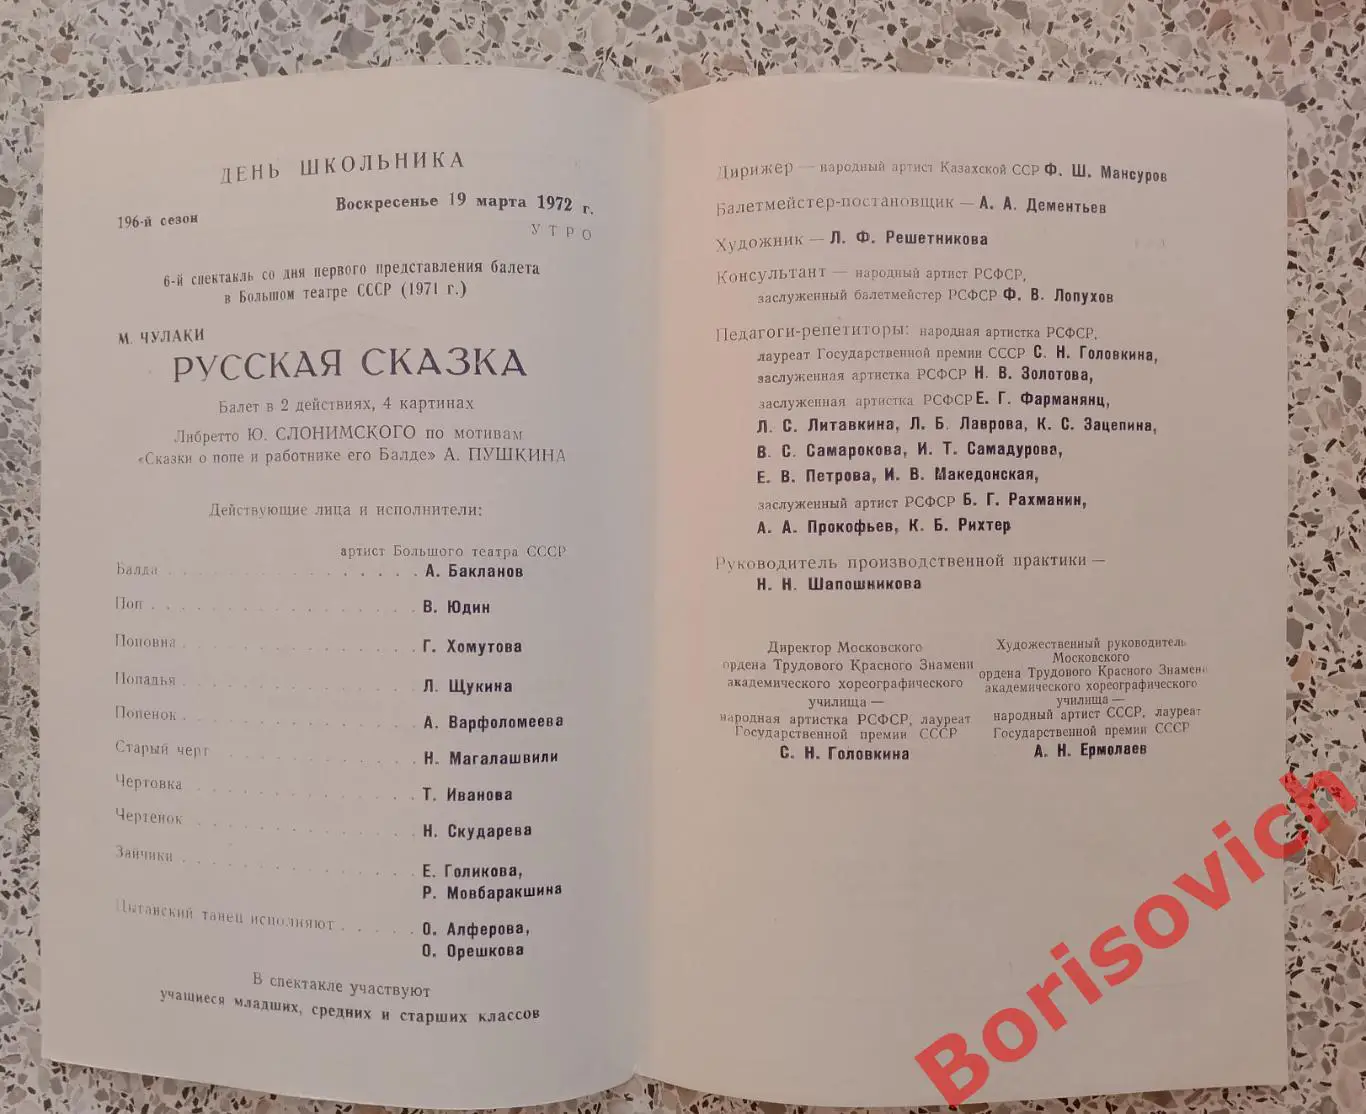 ДЕНЬ ШКОЛЬНИКА
Воскресенье 19 марта 1972 г.
196-й сезон
УТРО
6-й спектакль со дня первого представления балета
в Большом театре СССР (1971 г.)
М. ЧУЛАКИ
РУССКАЯ СКАЗКА
Балет в 2 действиях, 4 картинах
Либретто Ю. СЛОНИМСКОГО по мотивам
«Сказки о попе и работнике его Балде» А. ПУШКИНА
Действующие лица и исполнители:
артист Большого театра СССР
Балда . . . . . . . . . . . . . . . . А. Бакланов
Поп . . . . . . . . . . . . . . . . . В. Юдин
Поповна . . . . . . . . . . . . . . . Г. Хомутова
Попадья . . . . . . . . . . . . . . . Л. Щукина
Попенок . . . . . . . . . . . . . . . А. Варфоломеева
Старый черт . . . . . . . . . . . . . Н. Магалашвили
Чертовка . . . . . . . . . . . . . . Т. Иванова
Чертенок . . . . . . . . . . . . . . Н. Скударева
Зайчики . . . . . . . . . . . . . . . Е. Голикова,
Р. Мовбаракшина
Цыганский танец исполняют . . . . . О. Алферова,
О. Орешкова
В спектакле участвуют
учащиеся младших, средних и старших классов
Дирижер — народный артист Казахской ССР Ф. Ш. Мансуров
Балетмейстер-постановщик — А. А. Дементьев
Художник — Л. Ф. Решетникова
Консультант — народный артист РСФСР,
заслуженный балетмейстер РСФСР Ф. В. Лопухов
Педагоги-репетиторы: народная артистка РСФСР,
лауреат Государственной премии СССР С. Н. Головкина,
заслуженная артистка РСФСР Н. В. Золотова,
заслуженная артистка РСФСР Е. Г. Фарманянц,
Л. С. Литавкина, Л. Б. Лаврова, К. С. Зацепина,
В. С. Самарокова, И. Т. Самадурова,
Е. В. Петрова, И. В. Македонская,
заслуженный артист РСФСР Б. Г. Рахманин,
А. А. Прокофьев, К. Б. Рихтер
Руководитель производственной практики —
Н. Н. Шапошникова
Директор Московского
ордена Трудового Красного Знамени
академического хореографического
училища —
народная артистка РСФСР, лауреат
Государственной премии СССР
С. Н. Головкина
Художественный руководитель
Московского
ордена Трудового Красного Знамени
академического хореографического
училища —
народный артист СССР, лауреат
Государственной премии СССР
А. Н. Ермолаев
Borisovich